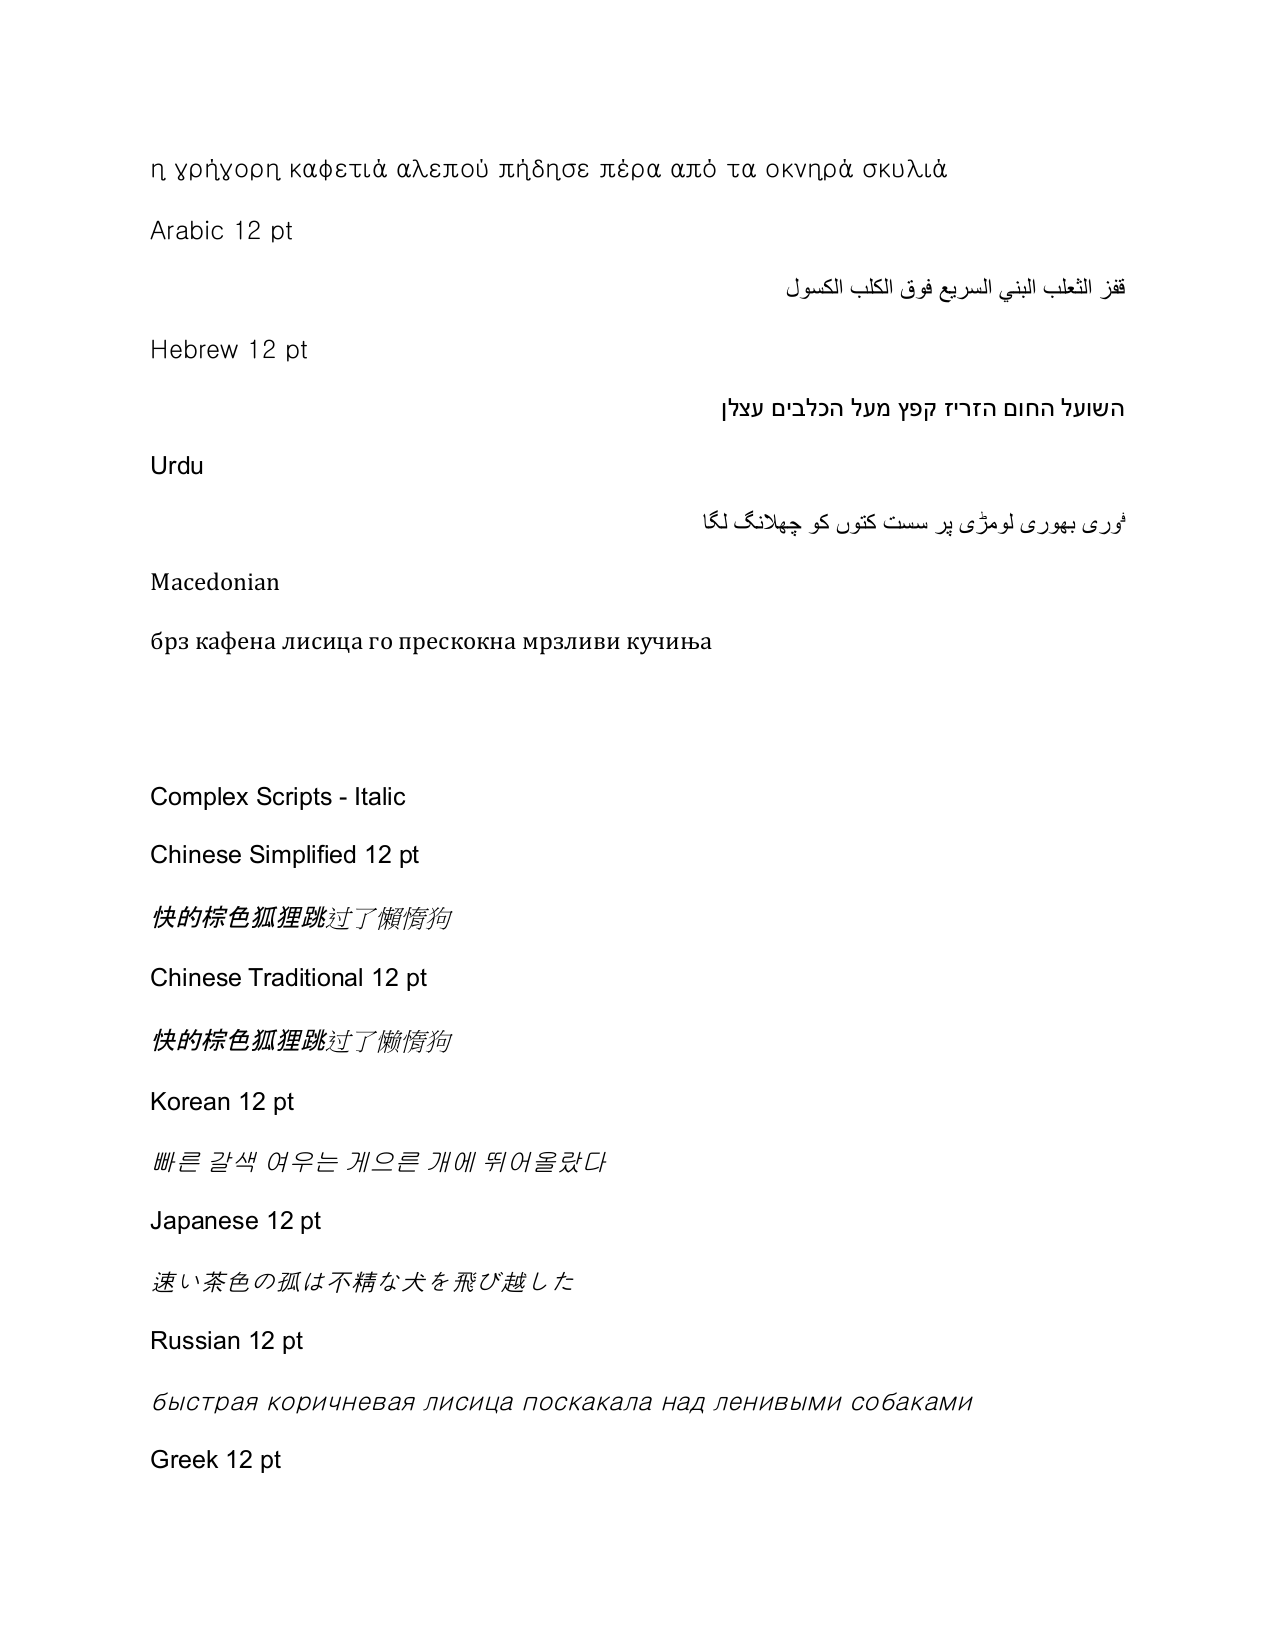 η γρήγορη καφετιά αλεπού πήδησε πέρα από τα οκνηρά σκυλιά
Arabic 12 pt
قفز الثعلب البني السريع فوق الكلب الكسول
Hebrew 12 pt
השועל החום הזריז קפץ מעל הכלבים עצלן
Urdu
فوری بھوری لومڑی پر سست کتوں کو چھلانگ لگا
Macedonian
брз кафена лисица го прескокна мрзливи кучиња
Complex Scripts - Italic
Chinese Simplified 12 pt
快的棕色狐狸跳过了懶惰狗
Chinese Traditional 12 pt
快的棕色狐狸跳过了懒惰狗
Korean 12 pt
빠른 갈색 여우는 게으른 개에 뛰어올랐다
Japanese 12 pt
速い茶色の孤は不精な犬を飛び越した
Russian 12 pt
быстрая коричневая лисица поскакала над ленивыми собаками
Greek 12 pt